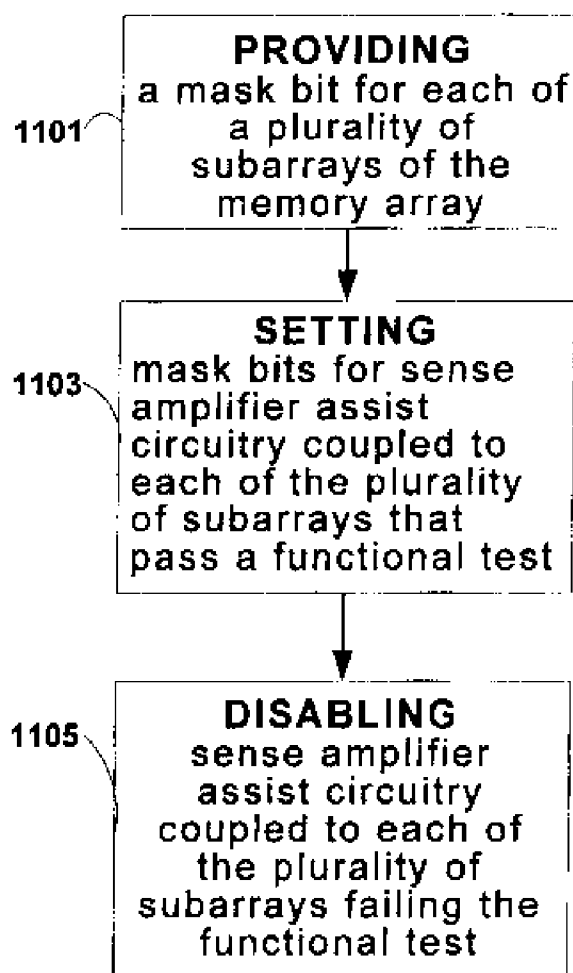 PROVIDING
a mask bit for each of
a plurality of
subarrays of the
memory array
1101
SETTING
mask bits for sense
amplifier assist
circuitry coupled to
each of the plurality
of subarrays that
pass a functional test
1103
DISABLING
sense amplifier
assist circuitry
coupled to each of
the plurality of
subarrays failing the
functional test
1105